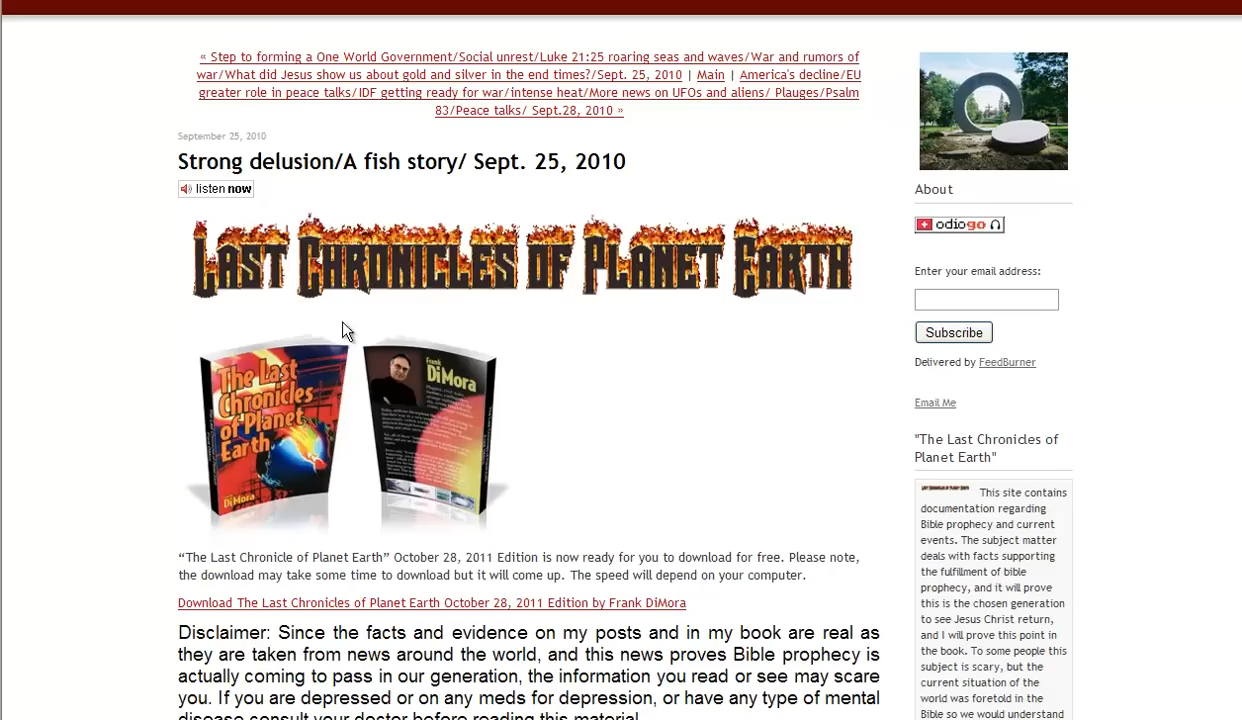 « Step to forming a One World Government/Social unrest/Luke 21:25 roaring seas and waves/War and rumors of
war/What did Jesus show us about gold and silver in the end times?/Sept. 25, 2010 | Main | America's decline/EU
greater role in peace talks/IDF getting ready for war/intense heat/More news on UFOs and aliens/ Plauges/Psalm
83/Peace talks/ Sept.28, 2010 »
September 25, 2010
Strong delusion/A fish story/ Sept. 25, 2010
listen now
Last Chronicles of Planet Earth
The Last
Chronicles
of Planet
Earth
DiMora
Frank
DiMora
“The Last Chronicle of Planet Earth” October 28, 2011 Edition is now ready for you to download for free. Please note,
the download may take some time to download but it will come up. The speed will depend on your computer.
Download The Last Chronicles of Planet Earth October 28, 2011 Edition by Frank DiMora
Disclaimer: Since the facts and evidence on my posts and in my book are real as
they are taken from news around the world, and this news proves Bible prophecy is
actually coming to pass in our generation, the information you read or see may scare
you. If you are depressed or on any meds for depression, or have any type of mental
disease consult your doctor before reading this material.
About
odiogo
Enter your email address:
Subscribe
Delivered by FeedBurner
Email Me
"The Last Chronicles of
Planet Earth"
This site contains
documentation regarding
Bible prophecy and current
events. The subject matter
deals with facts supporting
the fulfillment of bible
prophecy, and it will prove
this is the chosen generation
to see Jesus Christ return,
and I will prove this point in
the book. To some people this
subject is scary, but the
current situation of the
world was foretold in the
Bible so we would understand